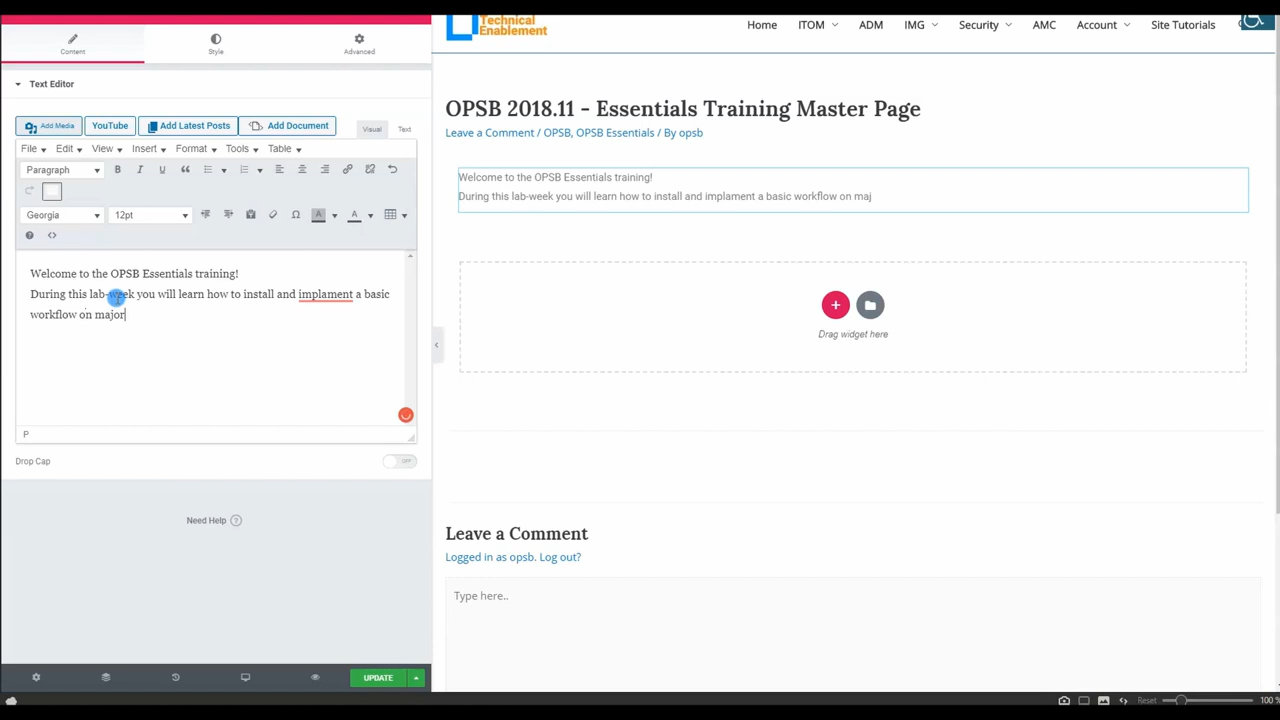 Content
Style
Advanced
Text Editor
Add Media
YouTube
Add Latest Posts
Add Document
Visual
Text
File
Edit
View
Insert
Format
Tools
Table
Paragraph
B
I
U
Georgia
12pt
A
A
Welcome to the OPSB Essentials training!
During this lab-week you will learn how to install and implament a basic
workflow on major
P
Drop Cap
OFF
Need Help ?
UPDATE
Technical
Enablement
Home
ITOM
ADM
IMG
Security
AMC
Account
Site Tutorials
OPSB 2018.11 - Essentials Training Master Page
Leave a Comment / OPSB, OPSB Essentials / By opsb
Welcome to the OPSB Essentials training!
During this lab-week you will learn how to install and implament a basic workflow on maj
Drag widget here
Leave a Comment
Logged in as opsb. Log out?
Type here..
Reset
100 %